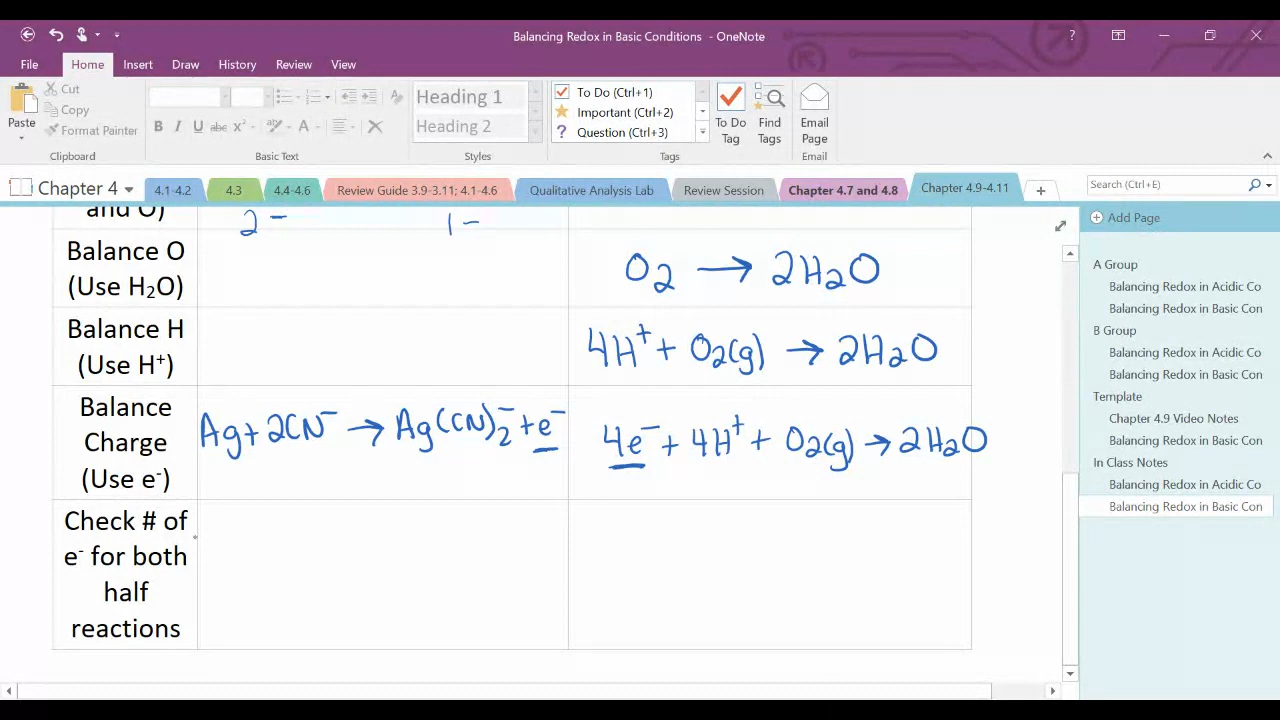 Balancing Redox in Basic Conditions - OneNote
?
File Home Insert Draw History Review View
Paste
Cut
Copy
Format Painter
Clipboard
B I U abc x² A
Basic Text
Heading 1
Heading 2
Styles
To Do (Ctrl+1)
Important (Ctrl+2)
? Question (Ctrl+3)
To Do Tag
Find Tags
Tags
Email Page
Email
Chapter 4 4.1-4.2 4.3 4.4-4.6 Review Guide 3.9-3.11; 4.1-4.6 Qualitative Analysis Lab Review Session Chapter 4.7 and 4.8 Chapter 4.9-4.11 +
Search (Ctrl+E)
and O)
2⁻ 1⁻
Balance O
(Use H₂O)
O₂ → 2H₂O
Balance H
(Use H⁺)
4H⁺ + O₂(g) → 2H₂O
Balance
Charge
(Use e⁻)
Ag + 2CN⁻ → Ag(CN)₂⁻ + e⁻
4e⁻ + 4H⁺ + O₂(g) → 2H₂O
Check # of
e⁻ for both
half
reactions
Add Page
A Group
Balancing Redox in Acidic Co
Balancing Redox in Basic Con
B Group
Balancing Redox in Acidic Co
Balancing Redox in Basic Con
Template
Chapter 4.9 Video Notes
Balancing Redox in Basic Con
In Class Notes
Balancing Redox in Acidic Co
Balancing Redox in Basic Con